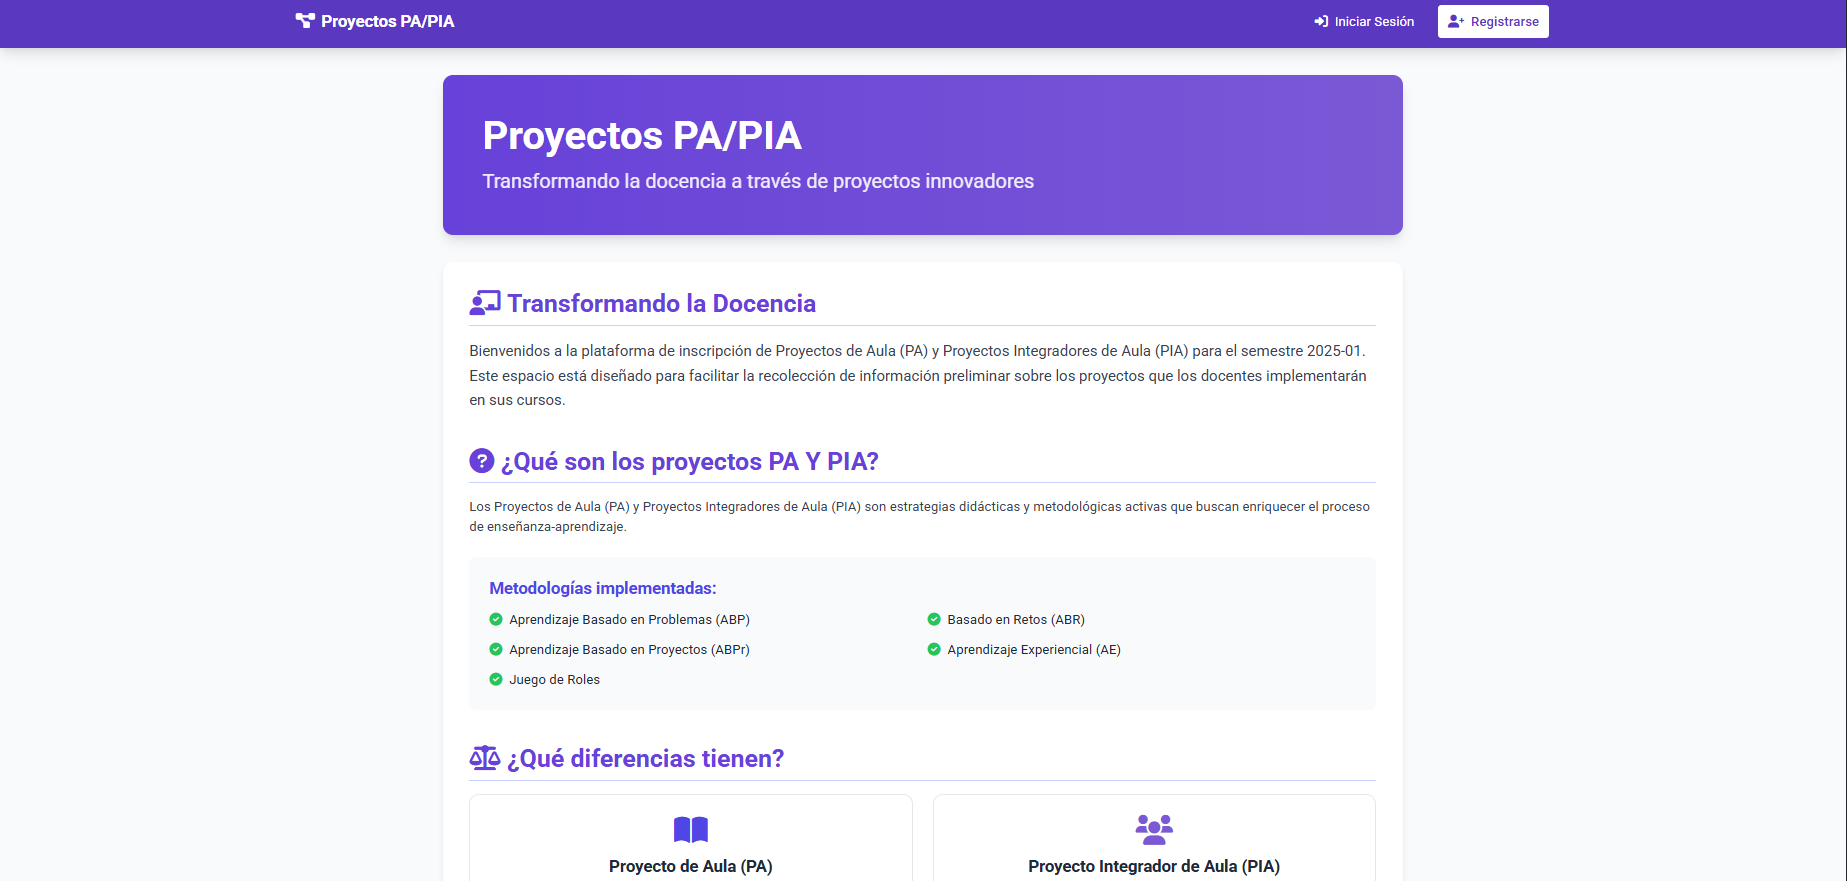 Proyectos PA/PIA
Iniciar Sesión
Registrarse
Proyectos PA/PIA
Transformando la docencia a través de proyectos innovadores
Transformando la Docencia
Bienvenidos a la plataforma de inscripción de Proyectos de Aula (PA) y Proyectos Integradores de Aula (PIA) para el semestre 2025-01.
Este espacio está diseñado para facilitar la recolección de información preliminar sobre los proyectos que los docentes implementarán
en sus cursos.
¿Qué son los proyectos PA Y PIA?
Los Proyectos de Aula (PA) y Proyectos Integradores de Aula (PIA) son estrategias didácticas y metodológicas activas que buscan enriquecer el proceso
de enseñanza-aprendizaje.
Metodologías implementadas:
Aprendizaje Basado en Problemas (ABP)
Basado en Retos (ABR)
Aprendizaje Basado en Proyectos (ABPr)
Aprendizaje Experiencial (AE)
Juego de Roles
¿Qué diferencias tienen?
Proyecto de Aula (PA)
Proyecto Integrador de Aula (PIA)